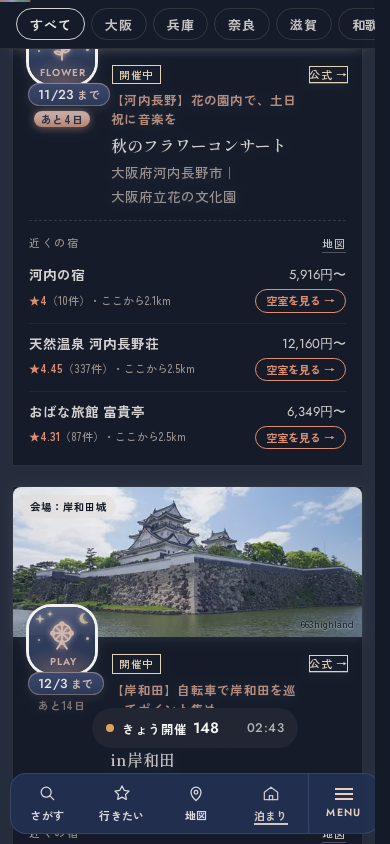 すべて
大阪
兵庫
奈良
滋賀
和歌
FLOWER
11/23 まで
あと4日
開催中
公式 →
【河内長野】花の園内で、土日
祝に音楽を
秋のフラワーコンサート
大阪府河内長野市｜
大阪府立花の文化園
近くの宿
地図
河内の宿
5,916円〜
★4（10件）・ここから2.1km
空室を見る →
天然温泉 河内長野荘
12,160円〜
★4.45（337件）・ここから2.5km
空室を見る →
おばな旅館 富貴亭
6,349円〜
★4.31（87件）・ここから2.5km
空室を見る →
会場：岸和田城
663highland
PLAY
12/3 まで
あと14日
開催中
公式 →
【岸和田】自転車で岸和田を巡
きょう開催 148
02:43
in岸和田
さがす
行きたい
地図
泊まり
MENU
近くの宿
地図